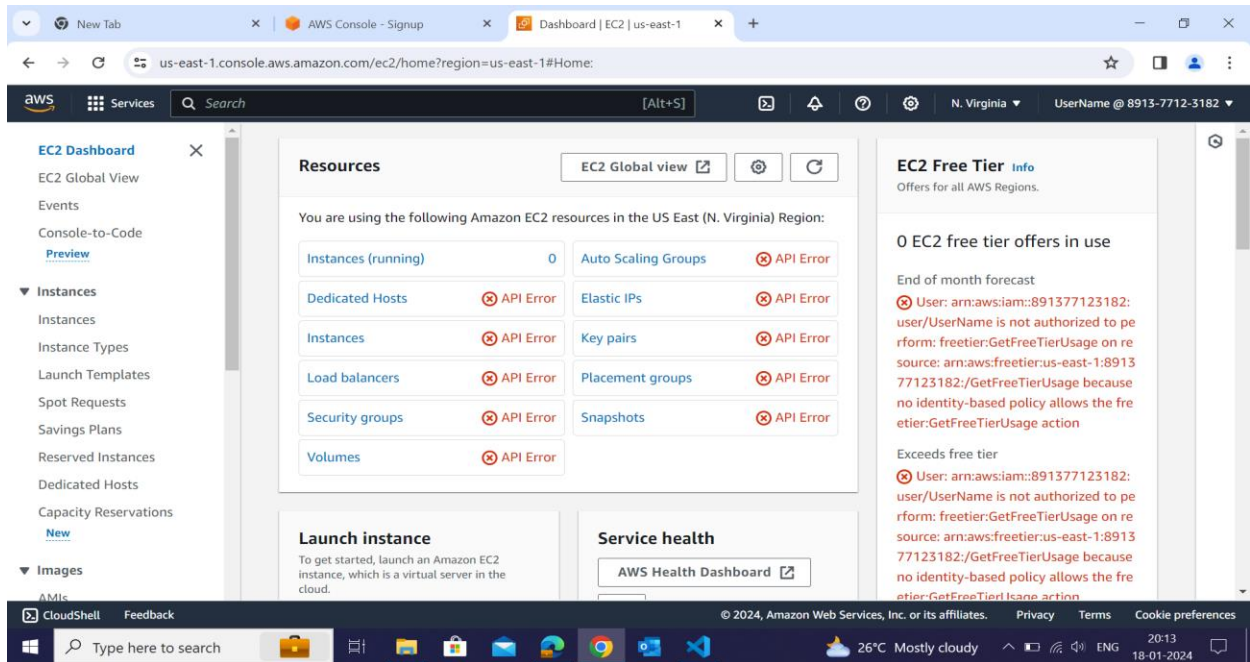 New Tab
AWS Console - Signup
Dashboard | EC2 | us-east-1
us-east-1.console.aws.amazon.com/ec2/home?region=us-east-1#Home:
aws
Services
Search
[Alt+S]
N. Virginia ▼
UserName @ 8913-7712-3182 ▼
EC2 Dashboard
EC2 Global View
Events
Console-to-Code
Preview
Instances
Instances
Instance Types
Launch Templates
Spot Requests
Savings Plans
Reserved Instances
Dedicated Hosts
Capacity Reservations
New
Images
AMIs
Resources
EC2 Global view
You are using the following Amazon EC2 resources in the US East (N. Virginia) Region:
Instances (running) 0
Auto Scaling Groups API Error
Dedicated Hosts API Error
Elastic IPs API Error
Instances API Error
Key pairs API Error
Load balancers API Error
Placement groups API Error
Security groups API Error
Snapshots API Error
Volumes API Error
Launch instance
To get started, launch an Amazon EC2
instance, which is a virtual server in the
cloud.
Service health
AWS Health Dashboard
EC2 Free Tier Info
Offers for all AWS Regions.
0 EC2 free tier offers in use
End of month forecast
User: arn:aws:iam::891377123182:
user/UserName is not authorized to pe
rform: freetier:GetFreeTierUsage on re
source: arn:aws:freetier:us-east-1:8913
77123182:/GetFreeTierUsage because
no identity-based policy allows the fre
etier:GetFreeTierUsage action
Exceeds free tier
User: arn:aws:iam::891377123182:
user/UserName is not authorized to pe
rform: freetier:GetFreeTierUsage on re
source: arn:aws:freetier:us-east-1:8913
77123182:/GetFreeTierUsage because
no identity-based policy allows the fre
etier:GetFreeTierUsage action
CloudShell Feedback
© 2024, Amazon Web Services, Inc. or its affiliates. Privacy Terms Cookie preferences
Type here to search
26°C Mostly cloudy
ENG
20:13
18-01-2024